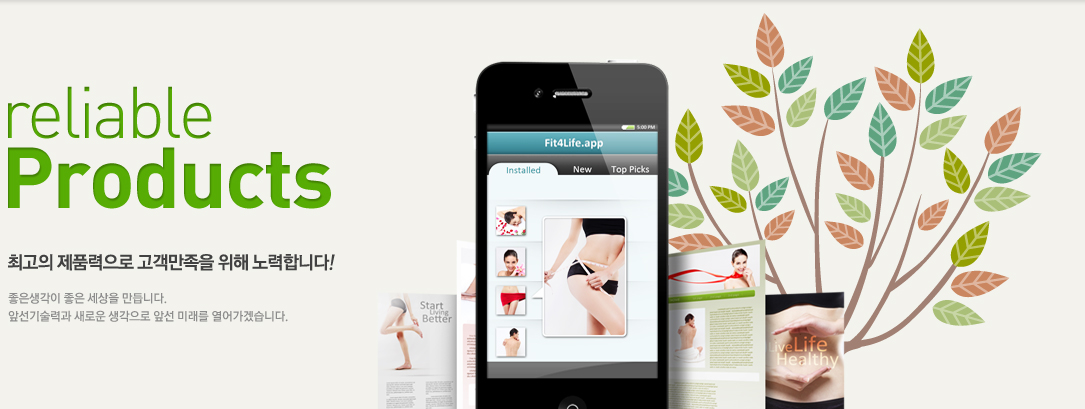 reliable
Products
최고의 제품력으로 고객만족을 위해 노력합니다!
좋은생각이 좋은 세상을 만듭니다.
앞선기술력과 새로운 생각으로 앞선 미래를 열어가겠습니다.
5:00 PM
Fit4Life.app
Installed
New
Top Picks
Start
Living
Better
Live Life
Healthy